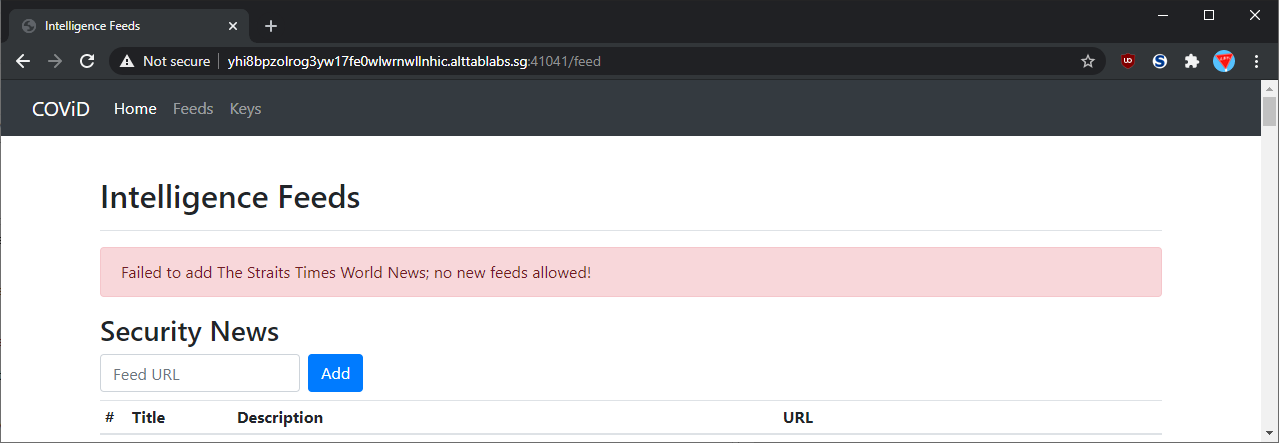 Intelligence Feeds
Not secure yhi8bpzolrog3yw17fe0wlwrnwllnhic.alttablabs.sg:41041/feed
COViD Home Feeds Keys
Intelligence Feeds
Failed to add The Straits Times World News; no new feeds allowed!
Security News
Feed URL Add
# Title Description URL